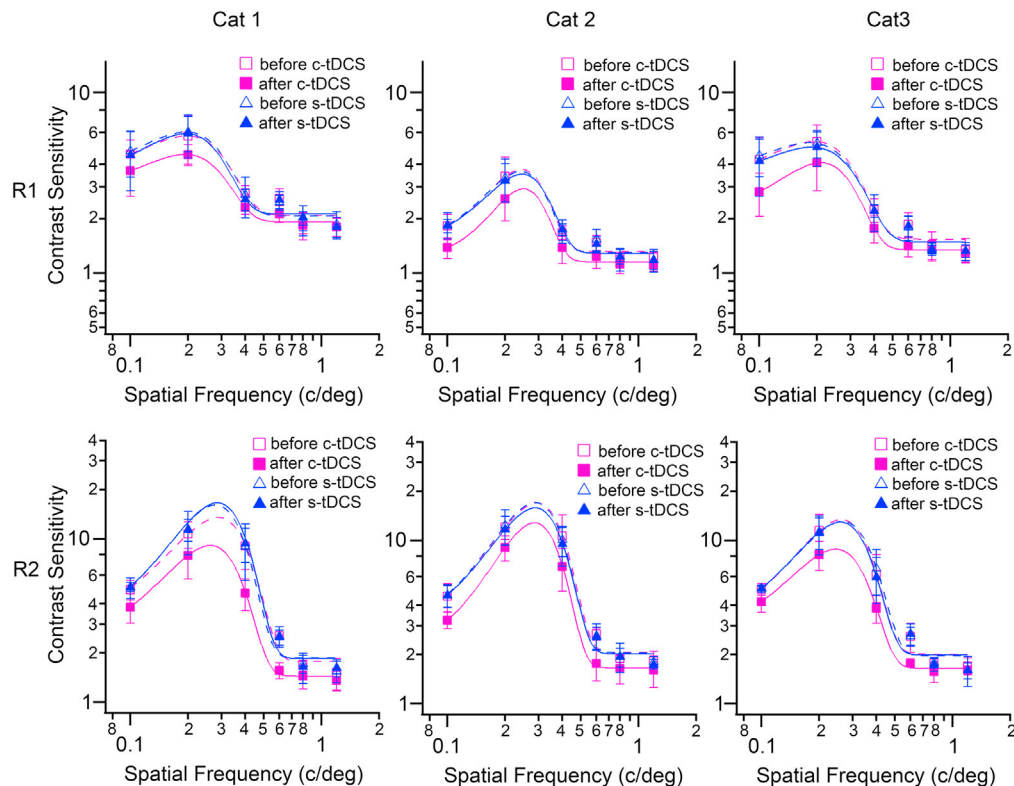 Cat 1 Cat 2 Cat3
R1
Contrast Sensitivity
before c-tDCS
after c-tDCS
before s-tDCS
after s-tDCS
10
6
4
3
2
1
6
5
8 2 3 4 5 6 7 8 2
0.1 1
Spatial Frequency (c/deg)
before c-tDCS
after c-tDCS
before s-tDCS
after s-tDCS
10
6
4
3
2
1
6
5
8 2 3 4 5 6 7 8 2
0.1 1
Spatial Frequency (c/deg)
before c-tDCS
after c-tDCS
before s-tDCS
after s-tDCS
10
6
4
3
2
1
6
5
8 2 3 4 5 6 7 8 2
0.1 1
Spatial Frequency (c/deg)
R2
Contrast Sensitivity
before c-tDCS
after c-tDCS
before s-tDCS
after s-tDCS
4
3
2
10
6
4
3
2
1
8 2 3 4 5 6 7 8 2
0.1 1
Spatial Frequency (c/deg)
before c-tDCS
after c-tDCS
before s-tDCS
after s-tDCS
4
3
2
10
6
4
3
2
1
8 2 3 4 5 6 7 8 2
0.1 1
Spatial Frequency (c/deg)
before c-tDCS
after c-tDCS
before s-tDCS
after s-tDCS
4
3
2
10
6
4
3
2
1
8 2 3 4 5 6 7 8 2
0.1 1
Spatial Frequency (c/deg)